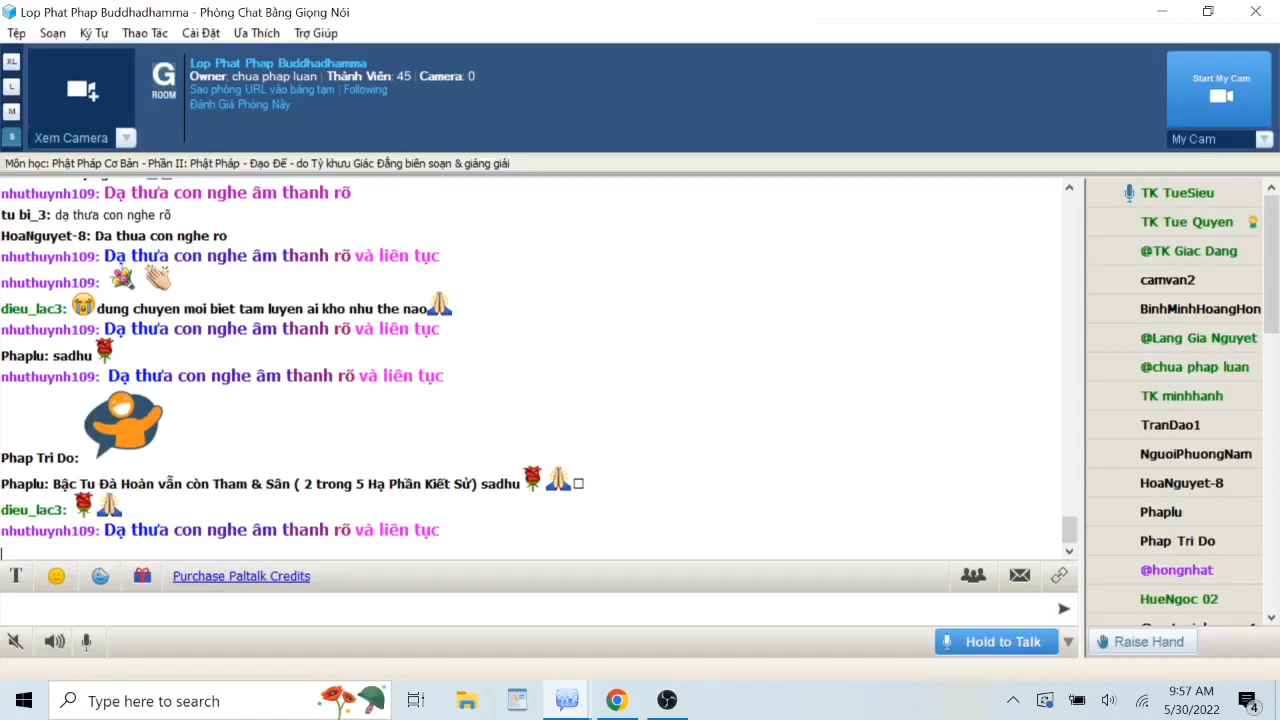 Lop Phat Phap Buddhadhamma - Phòng Chat Bằng Giọng Nói
Tệp Soạn Ký Tự Thao Tác Cài Đặt Ưa Thích Trợ Giúp
XL
L
M
S
Xem Camera
G
ROOM
Lop Phat Phap Buddhadhamma
Owner: chua phap luan | Thành Viên: 45 | Camera: 0
Sao phòng URL vào bảng tạm | Following
Đánh Giá Phòng Này
Start My Cam
My Cam
Môn học: Phật Pháp Cơ Bản - Phần II: Phật Pháp - Đạo Đế - do Tỳ khưu Giác Đẳng biên soạn & giảng giải
nhuthuynh109: Dạ thưa con nghe âm thanh rõ
tu bi_3: dạ thưa con nghe rõ
HoaNguyet-8: Da thua con nghe ro
nhuthuynh109: Dạ thưa con nghe âm thanh rõ và liên tục
nhuthuynh109:
dieu_lac3: dung chuyen moi biet tam luyen ai kho nhu the nao
nhuthuynh109: Dạ thưa con nghe âm thanh rõ và liên tục
Phaplu: sadhu
nhuthuynh109: Dạ thưa con nghe âm thanh rõ và liên tục
Phap Tri Do:
Phaplu: Bậc Tu Đà Hoàn vẫn còn Tham & Sân ( 2 trong 5 Hạ Phần Kiết Sử) sadhu
dieu_lac3:
nhuthuynh109: Dạ thưa con nghe âm thanh rõ và liên tục
TK TueSieu
TK Tue Quyen
@TK Giac Dang
camvan2
BinhMinhHoangHon
@Lang Gia Nguyet
@chua phap luan
TK minhhanh
TranDao1
NguoiPhuongNam
HoaNguyet-8
Phaplu
Phap Tri Do
@hongnhat
HueNgoc 02
T
Purchase Paltalk Credits
Hold to Talk
Raise Hand
Type here to search
9:57 AM
5/30/2022
4